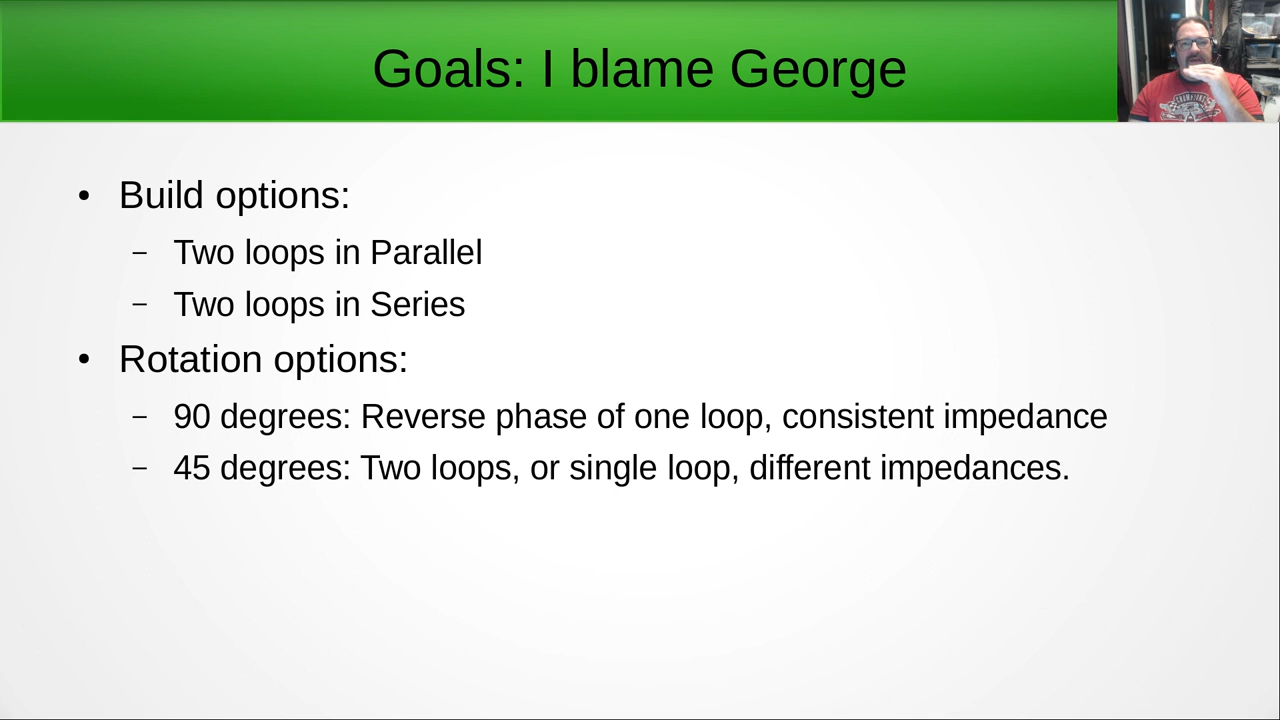 Goals: I blame George
CHAMPIONS
• Build options:
– Two loops in Parallel
– Two loops in Series
• Rotation options:
– 90 degrees: Reverse phase of one loop, consistent impedance
– 45 degrees: Two loops, or single loop, different impedances.